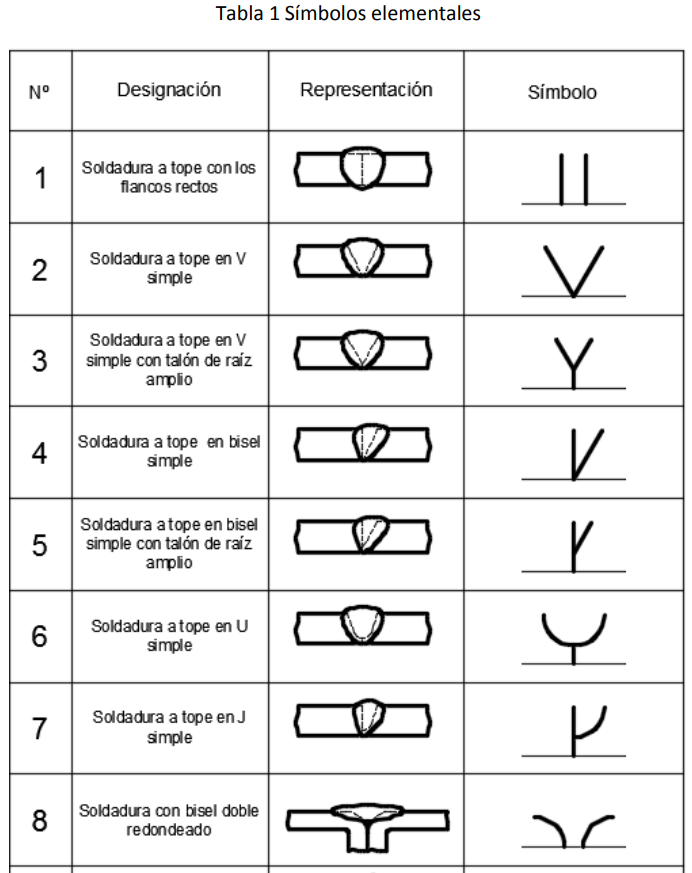 Tabla 1 Símbolos elementales
Nº
Designación
Representación
Símbolo
1
Soldadura a tope con los
flancos rectos
2
Soldadura a tope en V
simple
3
Soldadura a tope en V
simple con talón de raíz
amplio
4
Soldadura a tope en bisel
simple
5
Soldadura a tope en bisel
simple con talón de raíz
amplio
6
Soldadura a tope en U
simple
7
Soldadura a tope en J
simple
8
Soldadura con bisel doble
redondeado